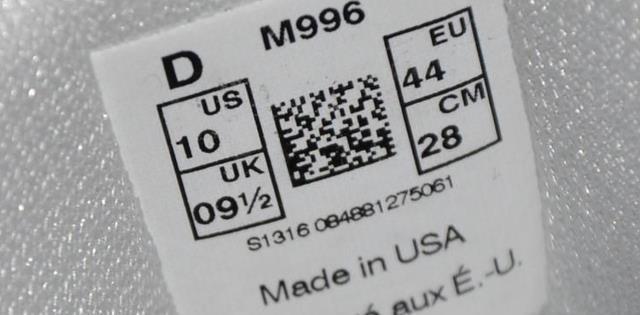 D
M996
US
10
UK
09½
EU
44
CM
28
S1316 084881275061
Made in USA
aux É.-U.